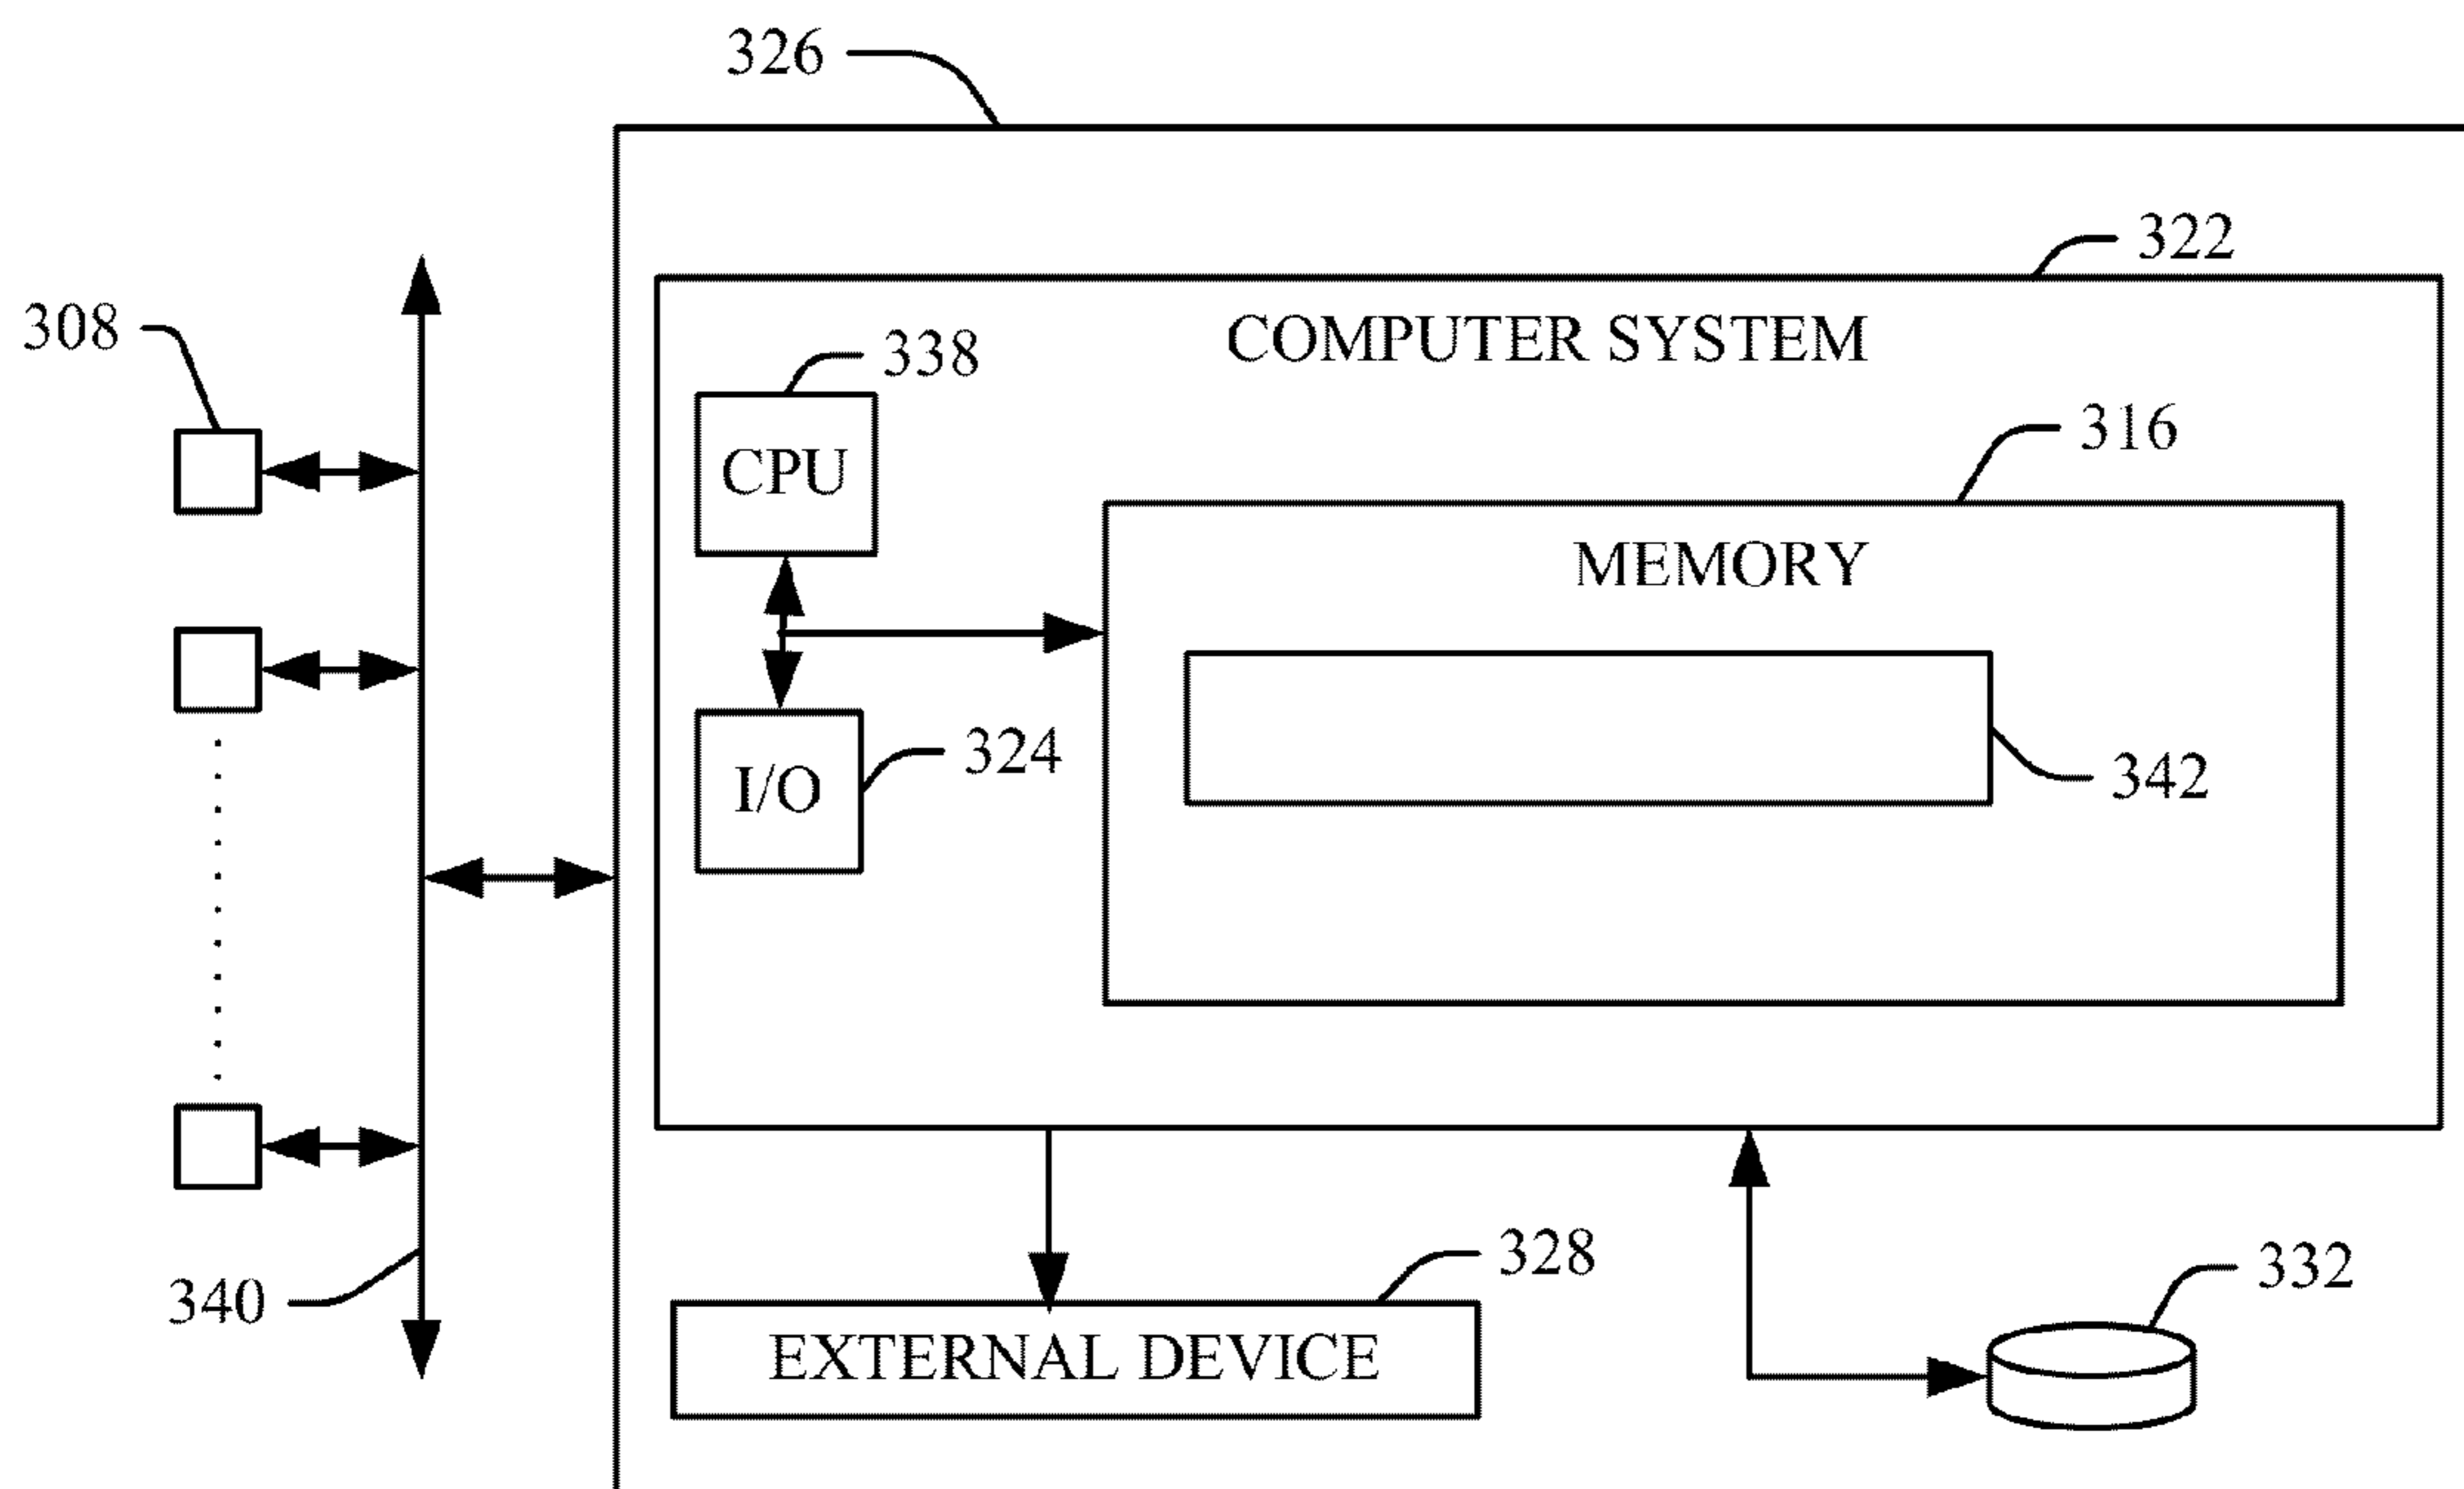 326
322
308
COMPUTER SYSTEM
338
316
CPU
MEMORY
324
I/O
342
328
332
340
EXTERNAL DEVICE